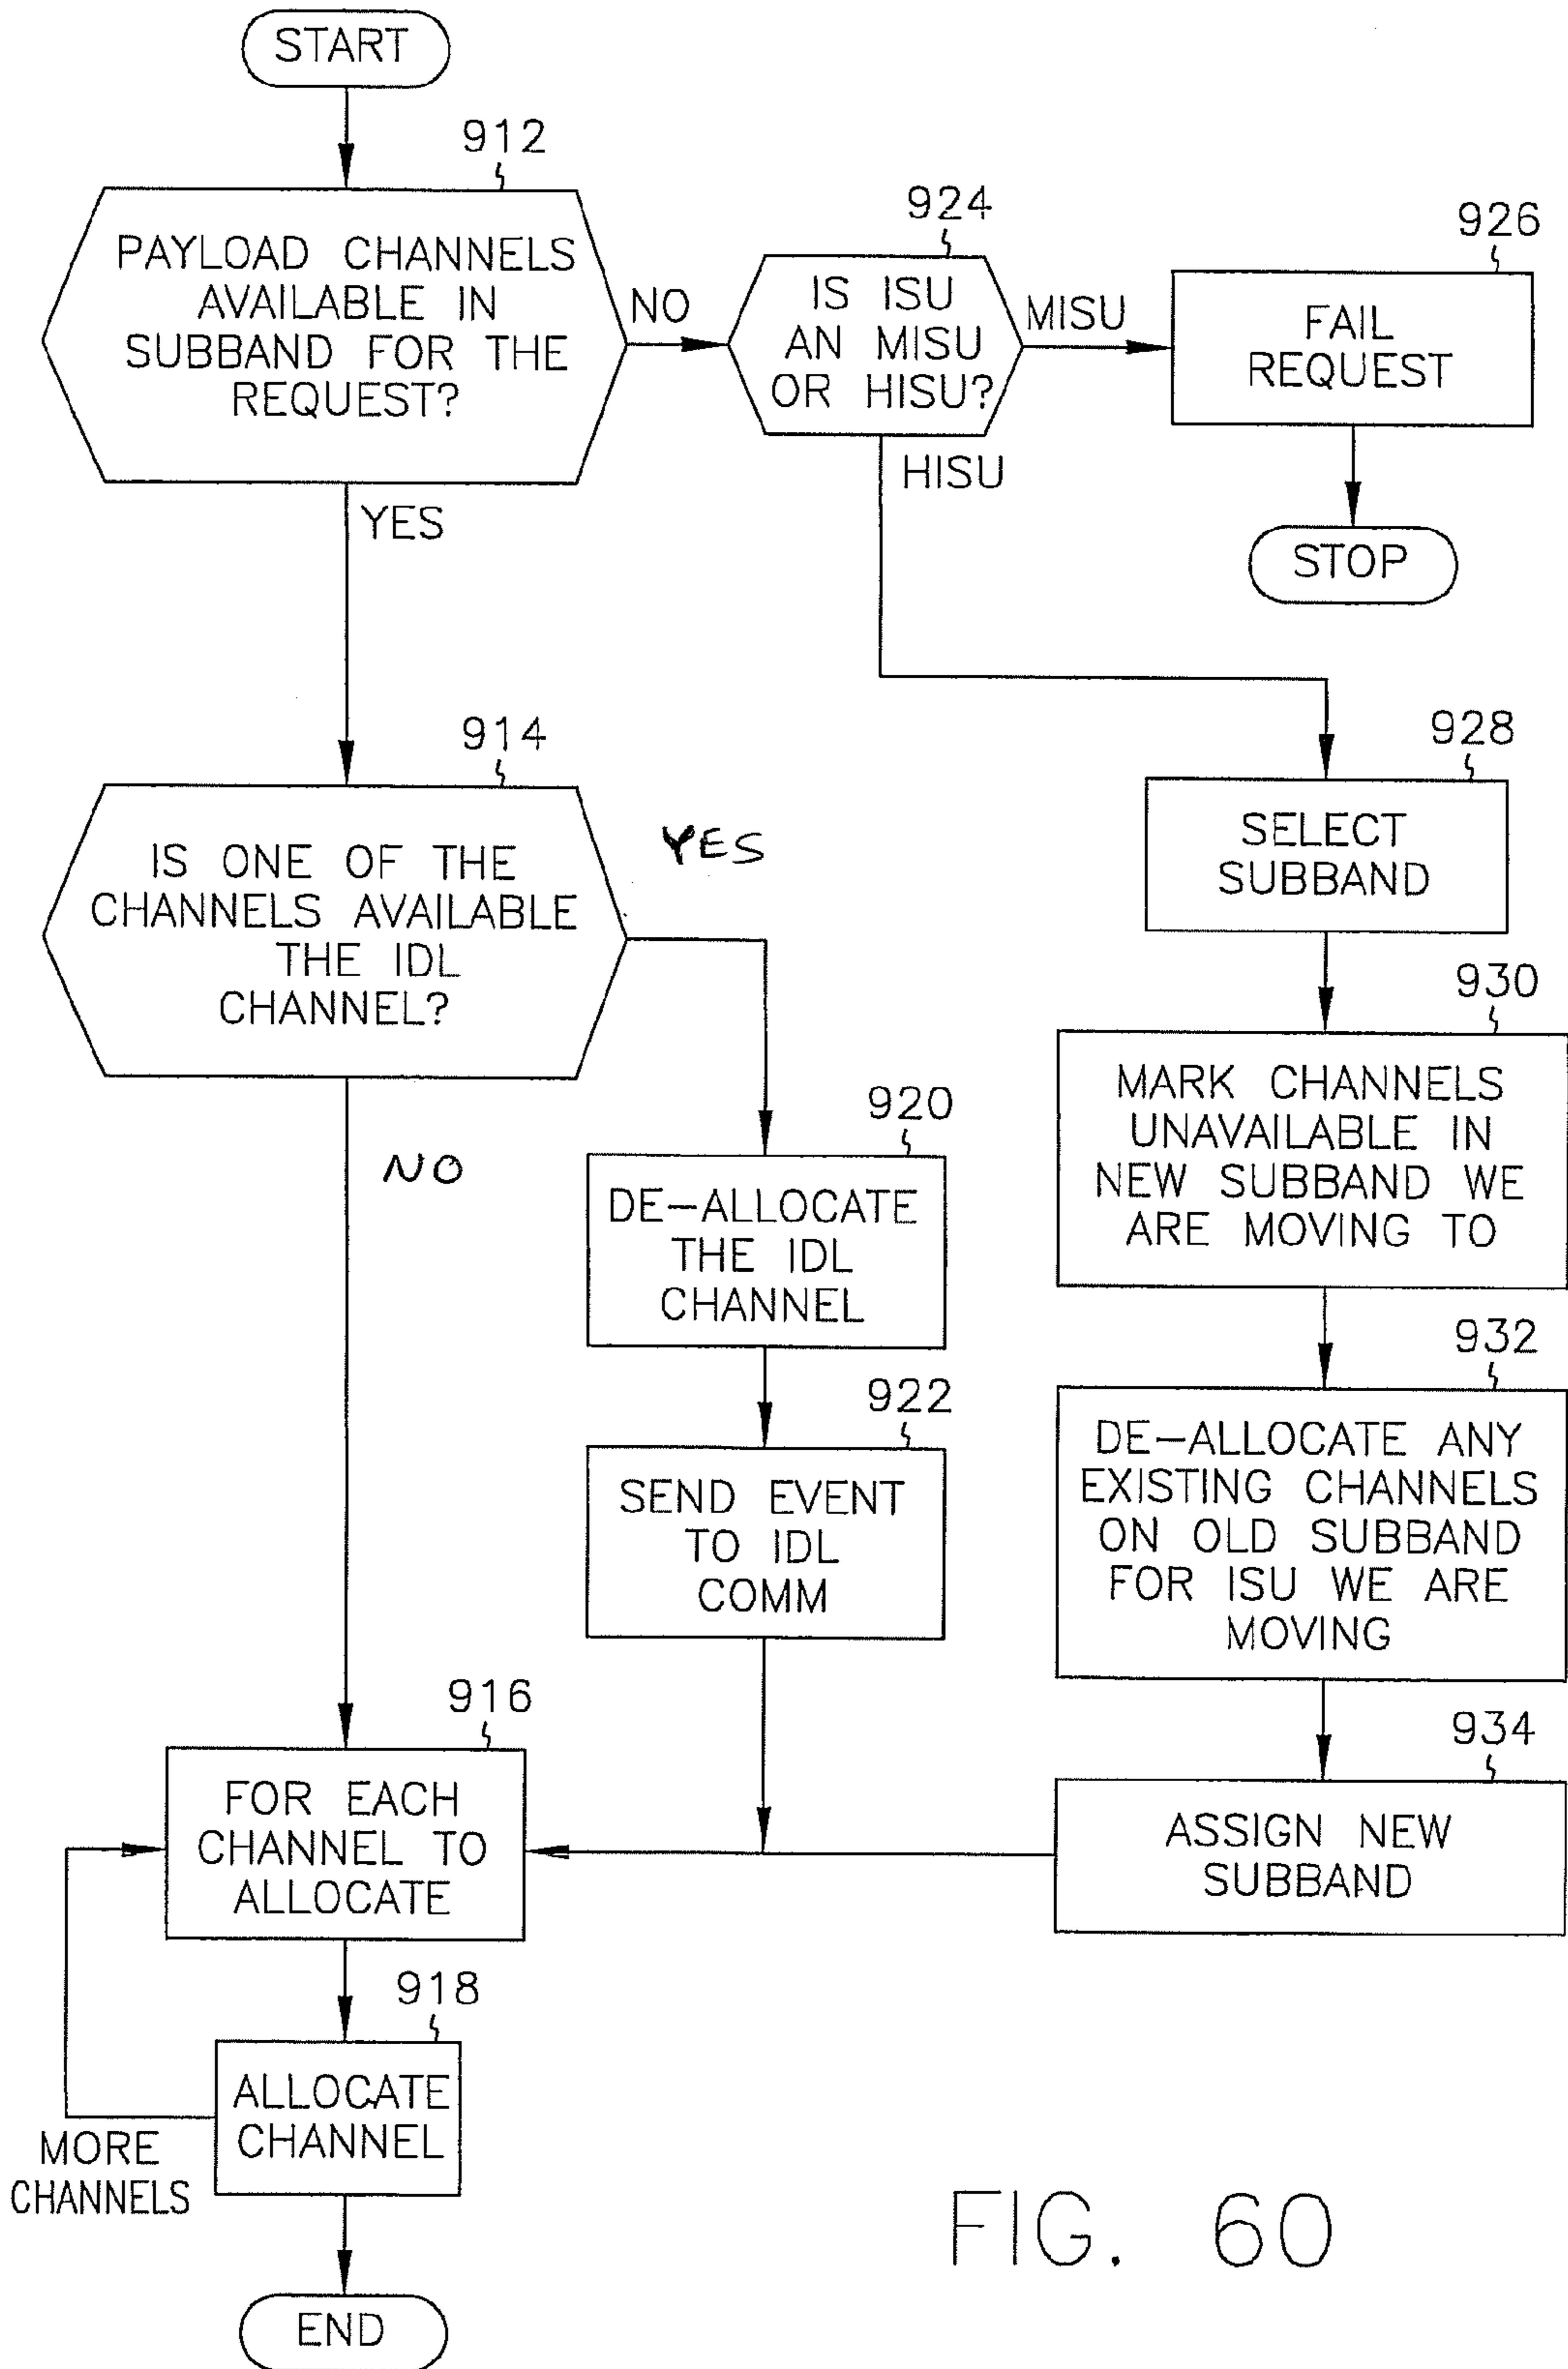 START
912
PAYLOAD CHANNELS
AVAILABLE IN
SUBBAND FOR THE
REQUEST?
NO
YES
924
IS ISU
AN MISU
OR HISU?
MISU
HISU
926
FAIL
REQUEST
STOP
914
IS ONE OF THE
CHANNELS AVAILABLE
THE IDL
CHANNEL?
YES
NO
928
SELECT
SUBBAND
930
MARK CHANNELS
UNAVAILABLE IN
NEW SUBBAND WE
ARE MOVING TO
920
DE-ALLOCATE
THE IDL
CHANNEL
932
DE-ALLOCATE ANY
EXISTING CHANNELS
ON OLD SUBBAND
FOR ISU WE ARE
MOVING
922
SEND EVENT
TO IDL
COMM
916
FOR EACH
CHANNEL TO
ALLOCATE
934
ASSIGN NEW
SUBBAND
918
ALLOCATE
CHANNEL
MORE
CHANNELS
END
FIG. 60